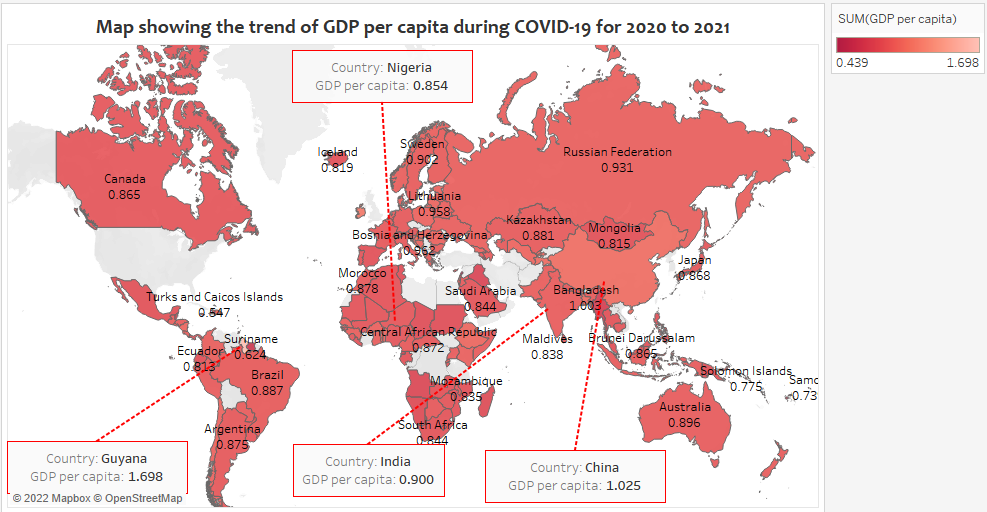 Map showing the trend of GDP per capita during COVID-19 for 2020 to 2021
SUM(GDP per capita)
0.439 1.698
Country: Nigeria
GDP per capita: 0.854
Iceland
0.819
Sweden
0.902
Russian Federation
0.931
Canada
0.865
Lithuania
0.958
Kazakhstan
0.881
Mongolia
0.815
Bosnia and Herzegovina
0.962
Japan
0.868
Morocco
0.878
Saudi Arabia
0.844
Bangladesh
1.003
Turks and Caicos Islands
Central African Republic
0.872
Suriname
0.624
Maldives
0.838
Brunei Darussalam
0.865
Ecuador
0.813
Brazil
0.887
Mozambique
0.835
Solomon Islands
0.775
Samo
-0.73
Australia
0.896
Argentina
0.875
South Africa
0.844
Country: Guyana
GDP per capita: 1.698
Country: India
GDP per capita: 0.900
Country: China
GDP per capita: 1.025
© 2022 Mapbox © OpenStreetMap